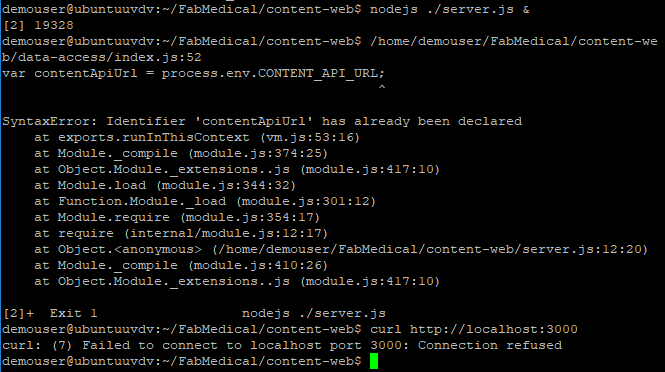 demouser@ubuntuuvdv:~/FabMedical/content-web$ nodejs ./server.js &
[2] 19328
demouser@ubuntuuvdv:~/FabMedical/content-web$ /home/demouser/FabMedical/content-we
b/data-access/index.js:52
var contentApiUrl = process.env.CONTENT_API_URL;
^
SyntaxError: Identifier 'contentApiUrl' has already been declared
    at exports.runInThisContext (vm.js:53:16)
    at Module._compile (module.js:374:25)
    at Object.Module._extensions..js (module.js:417:10)
    at Module.load (module.js:344:32)
    at Function.Module._load (module.js:301:12)
    at Module.require (module.js:354:17)
    at require (internal/module.js:12:17)
    at Object.<anonymous> (/home/demouser/FabMedical/content-web/server.js:12:20)
    at Module._compile (module.js:410:26)
    at Object.Module._extensions..js (module.js:417:10)
[2]+  Exit 1                  nodejs ./server.js
demouser@ubuntuuvdv:~/FabMedical/content-web$ curl http://localhost:3000
curl: (7) Failed to connect to localhost port 3000: Connection refused
demouser@ubuntuuvdv:~/FabMedical/content-web$